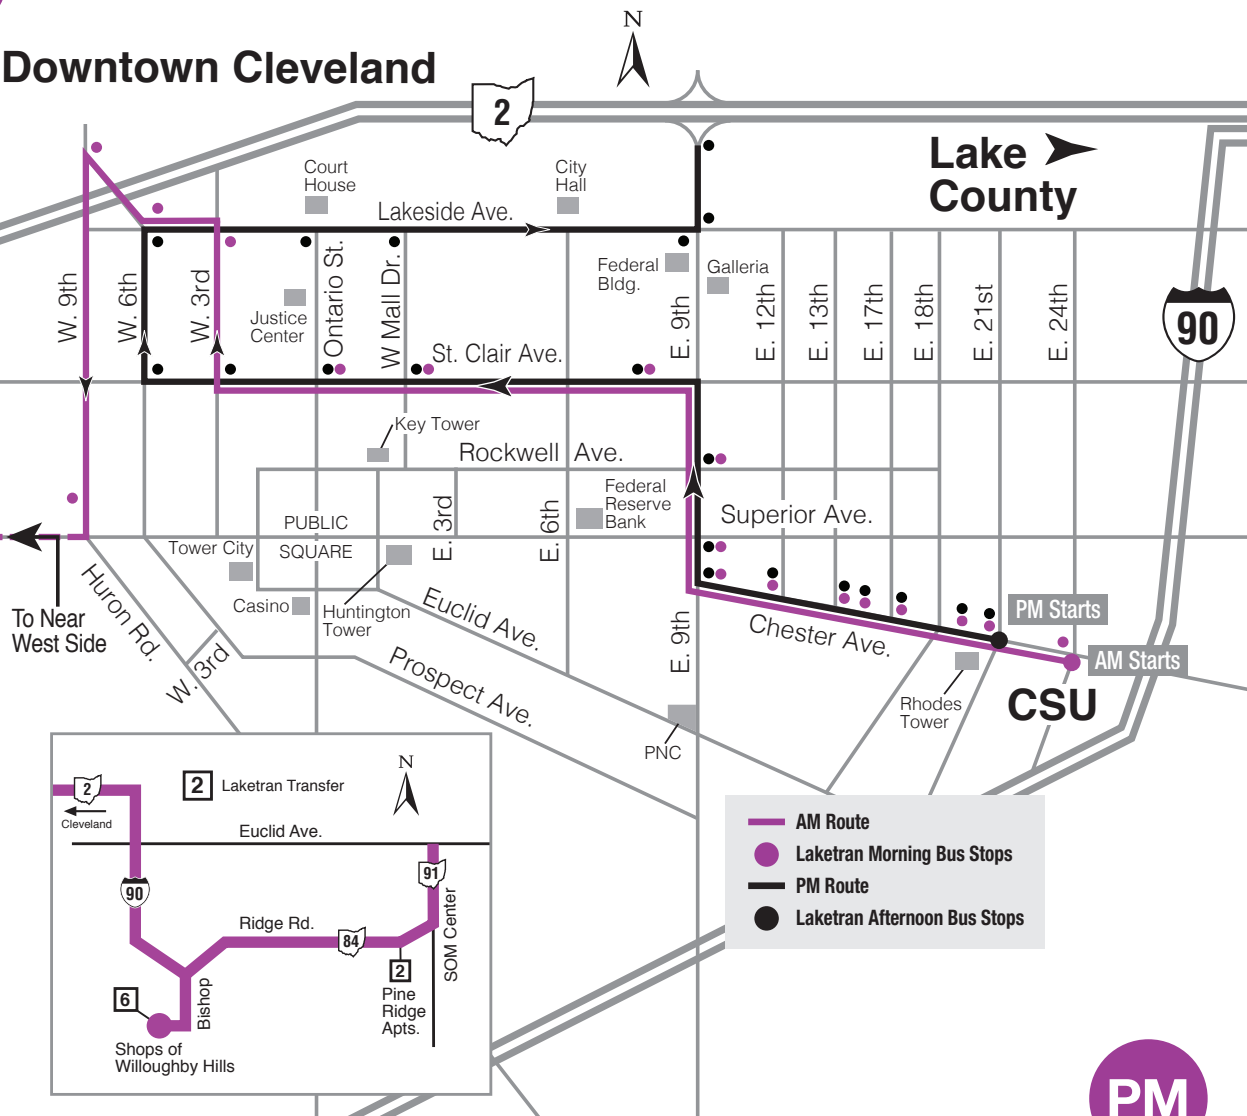 N
Downtown Cleveland
2
Lake
County
Court
House
City
Hall
Lakeside Ave.
W. 9th
W. 6th
W. 3rd
Justice
Center
Ontario St.
W Mall Dr.
Federal
Bldg.
Galleria
E. 9th
E. 12th
E. 13th
E. 17th
E. 18th
E. 21st
E. 24th
90
St. Clair Ave.
Key Tower
Rockwell Ave.
Federal
Reserve
Bank
E. 3rd
E. 6th
Superior Ave.
PUBLIC
SQUARE
Tower City
Casino
Huntington
Tower
To Near
West Side
Huron Rd.
W. 3rd
Euclid Ave.
Prospect Ave.
E. 9th
Chester Ave.
PM Starts
AM Starts
CSU
Rhodes
Tower
PNC
2
Cleveland
2
Laketran Transfer
N
Euclid Ave.
90
91
Ridge Rd.
84
SOM Center
2
Pine
Ridge
Apts.
6
Bishop
Shops of
Willoughby Hills
AM Route
Laketran Morning Bus Stops
PM Route
Laketran Afternoon Bus Stops
PM